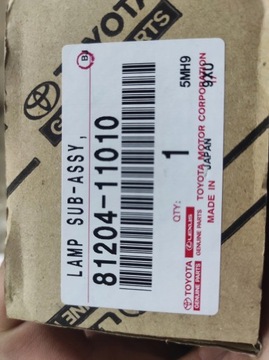 LAMP SUB-ASSY,
81204-11010
B
QTY:
1
5MH9
9XU
TOYOTA
GENUINE PARTS
LEXUS
GENUINE PARTS
TOYOTA MOTOR CORPORATION
MADE IN JAPAN
TOYOTA